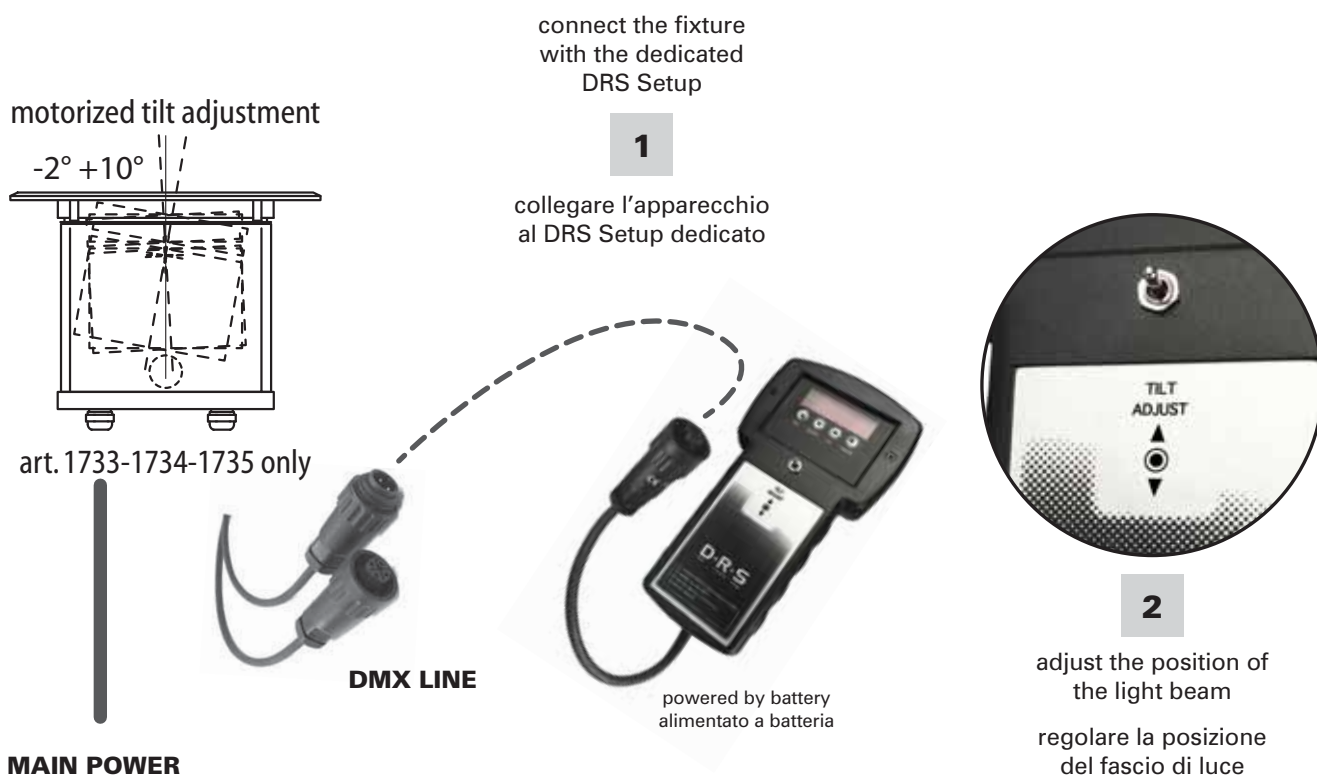 connect the fixture
with the dedicated
DRS Setup
1
collegare l'apparecchio
al DRS Setup dedicato
motorized tilt adjustment
-2° +10°
art. 1733-1734-1735 only
MAIN POWER
DMX LINE
D·R·S
powered by battery
alimentato a batteria
TILT
ADJUST
2
adjust the position of
the light beam
regolare la posizione
del fascio di luce